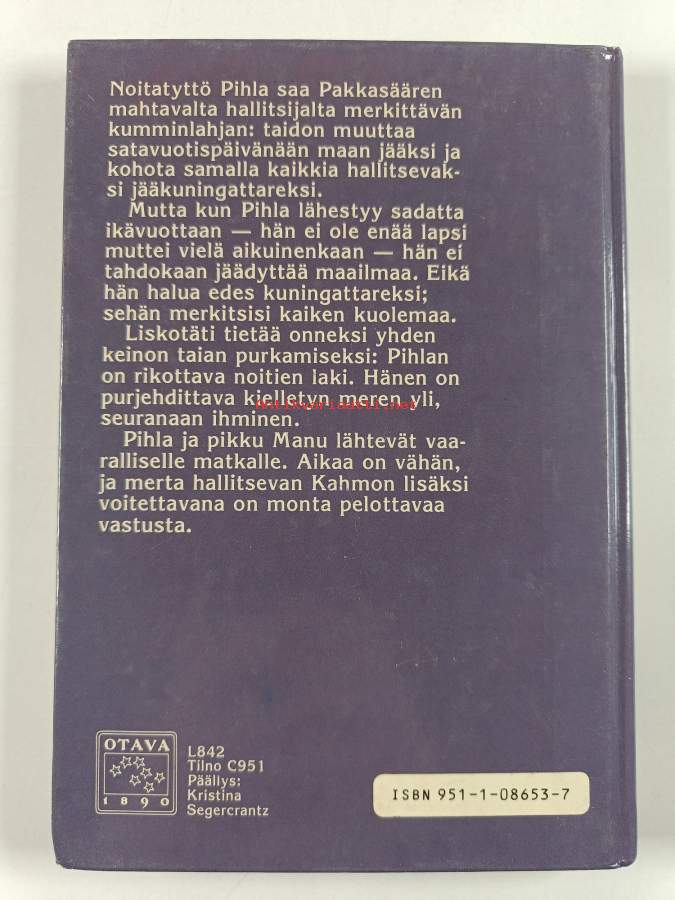 Noitatyttö Pihla saa Pakkasäären
mahtavalta hallitsijalta merkittävän
kumminlahjan: taidon muuttaa
satavuotispäivänään maan jääksi ja
kohota samalla kaikkia hallitsevak-
si jääkuningattareksi.
Mutta kun Pihla lähestyy sadatta
ikävuottaan — hän ei ole enää lapsi
muttei vielä aikuinenkaan — hän ei
tahdokaan jäädyttää maailmaa. Eikä
hän halua edes kuningattareksi;
sehän merkitsisi kaiken kuolemaa.
Liskotäti tietää onneksi yhden
keinon taian purkamiseksi: Pihlan
on rikottava noitien laki. Hänen on
purjehdittava kielletyn meren yli,
Antikvariaatti.net
seuranaan ihminen.
Pihla ja pikku Manu lähtevät vaa-
ralliselle matkalle. Aikaa on vähän,
ja merta hallitsevan Kahmon lisäksi
voitettavana on monta pelottavaa
vastusta.
OTAVA
1890
L842
Tilno C951
Päällys:
Kristina
Segercrantz
ISBN 951-1-08653-7